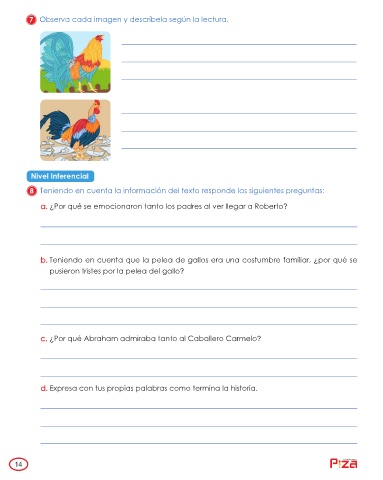 7 Observa cada imagen y descríbela según la lectura.
Nivel Inferencial
8 Teniendo en cuenta la información del texto responde las siguientes preguntas:
a. ¿Por qué se emocionaron tanto los padres al ver llegar a Roberto?
b. Teniendo en cuenta que la pelea de gallos era una costumbre familiar, ¿por qué se
pusieron tristes por la pelea del gallo?
c. ¿Por qué Abraham admiraba tanto al Caballero Carmelo?
d. Expresa con tus propias palabras como termina la historia.
14